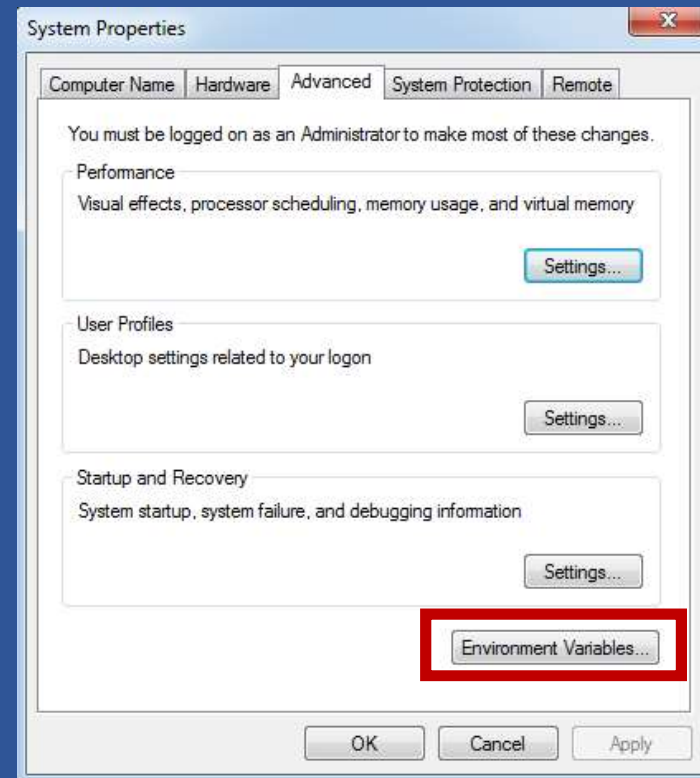 System Properties
Computer Name Hardware Advanced System Protection Remote
You must be logged on as an Administrator to make most of these changes.
Performance
Visual effects, processor scheduling, memory usage, and virtual memory
Settings...
User Profiles
Desktop settings related to your logon
Settings...
Startup and Recovery
System startup, system failure, and debugging information
Settings...
Environment Variables...
OK Cancel Apply